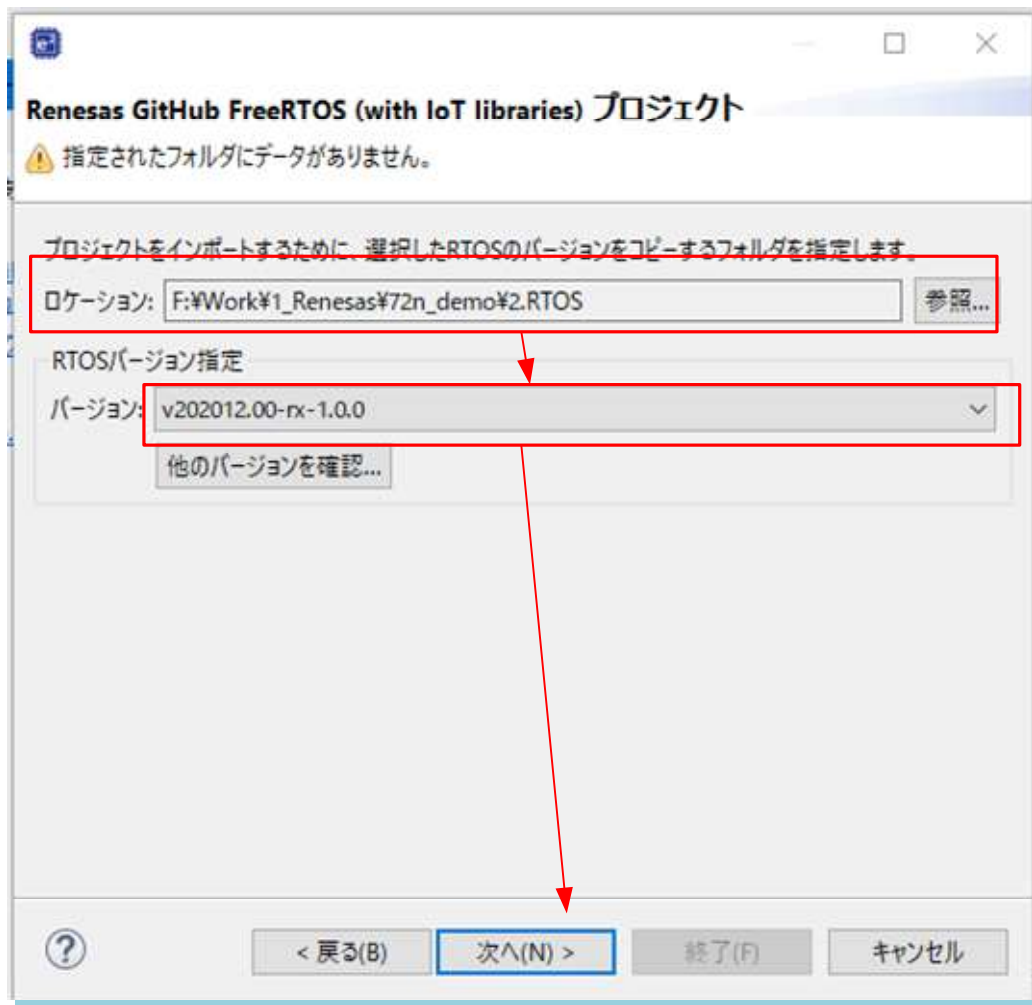 Renesas GitHub FreeRTOS (with IoT libraries) プロジェクト
指定されたフォルダにデータがありません。
プロジェクトをインポートするために、選択したRTOSのバージョンをコピーするフォルダを指定します。
ロケーション: F:¥Work¥1_Renesas¥72n_demo¥2.RTOS 参照...
RTOSバージョン指定
バージョン: v202012.00-rx-1.0.0
他のバージョンを確認...
< 戻る(B) 次へ(N) > 終了(F) キャンセル